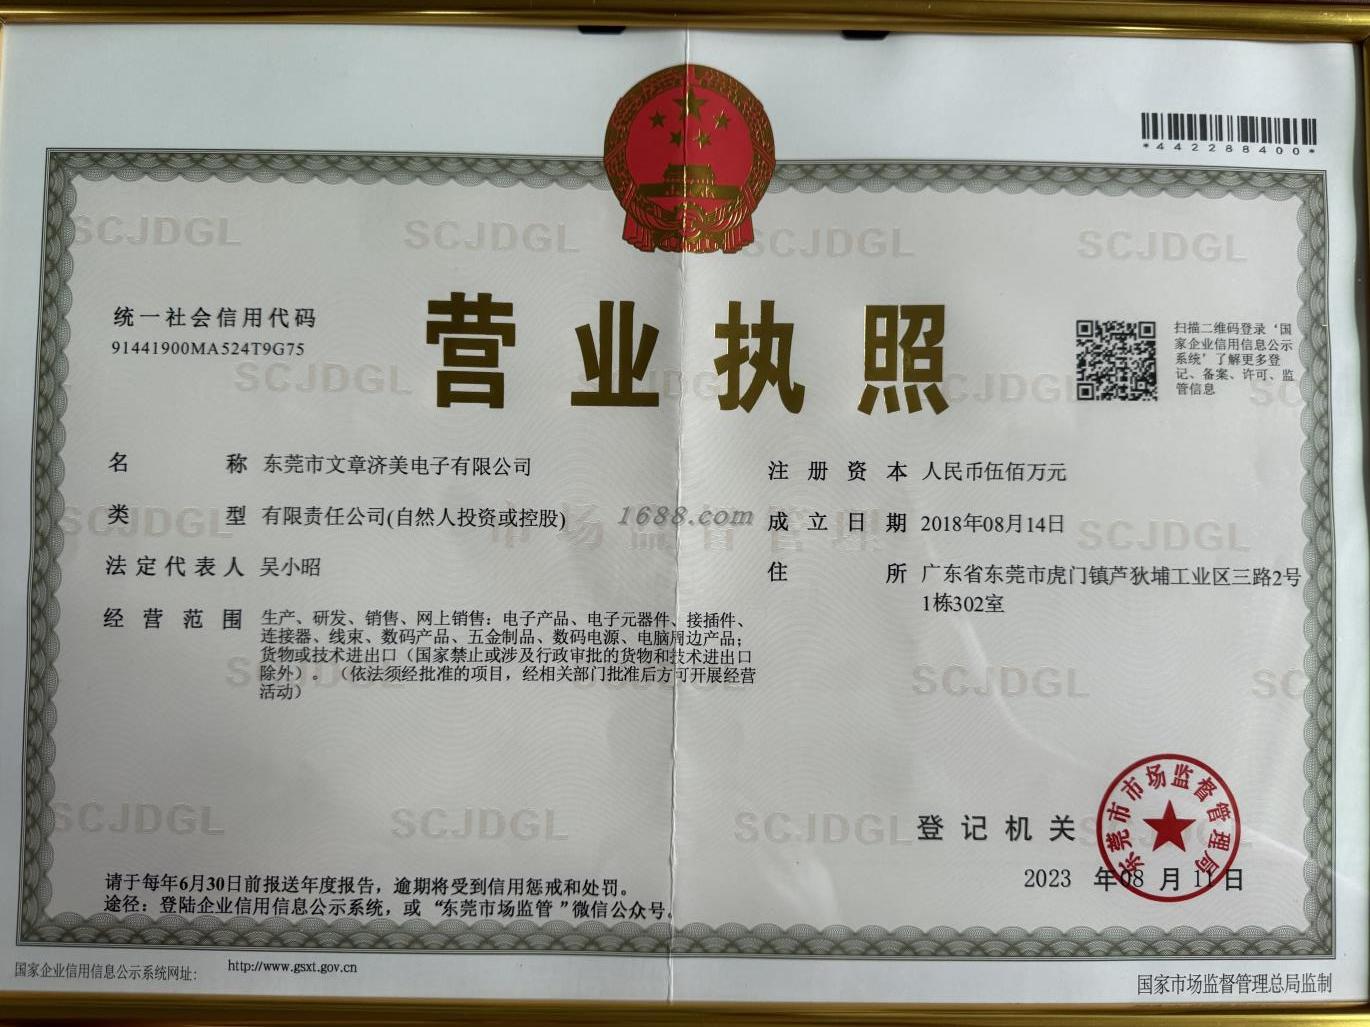 *442288400*
SCJDGL SCJDGL SCJDGL SCJDGL
营业执照
统一社会信用代码
91441900MA524T9G75
扫描二维码登录‘国
家企业信用信息公示
系统’了解更多登
记、备案、许可、监
管信息
SCJDGL
名称 东莞市文章济美电子有限公司
类型 有限责任公司(自然人投资或控股)
法定代表人 吴小昭
经营范围 生产、研发、销售、网上销售：电子产品、电子元器件、接插件、
连接器、线束、数码产品、五金制品、数码电源、电脑周边产品；
货物或技术进出口（国家禁止或涉及行政审批的货物和技术进出口
除外）。（依法须经批准的项目，经相关部门批准后方可开展经营
活动）
1688.com
市场监督管理
注册资本 人民币伍佰万元
成立日期 2018年08月14日
住所 广东省东莞市虎门镇芦狄埔工业区三路2号
1栋302室
SCJDGL SCJDGL
SCJDGL
SCJDGL SCJDGL SCJDGL
登记机关
东莞市市场监督管理局
2023 年08 月 11日
请于每年6月30日前报送年度报告，逾期将受到信用惩戒和处罚。
途径：登陆企业信用信息公示系统，或“东莞市场监管”微信公众号。
国家企业信用信息公示系统网址： http://www.gsxt.gov.cn
国家市场监督管理总局监制